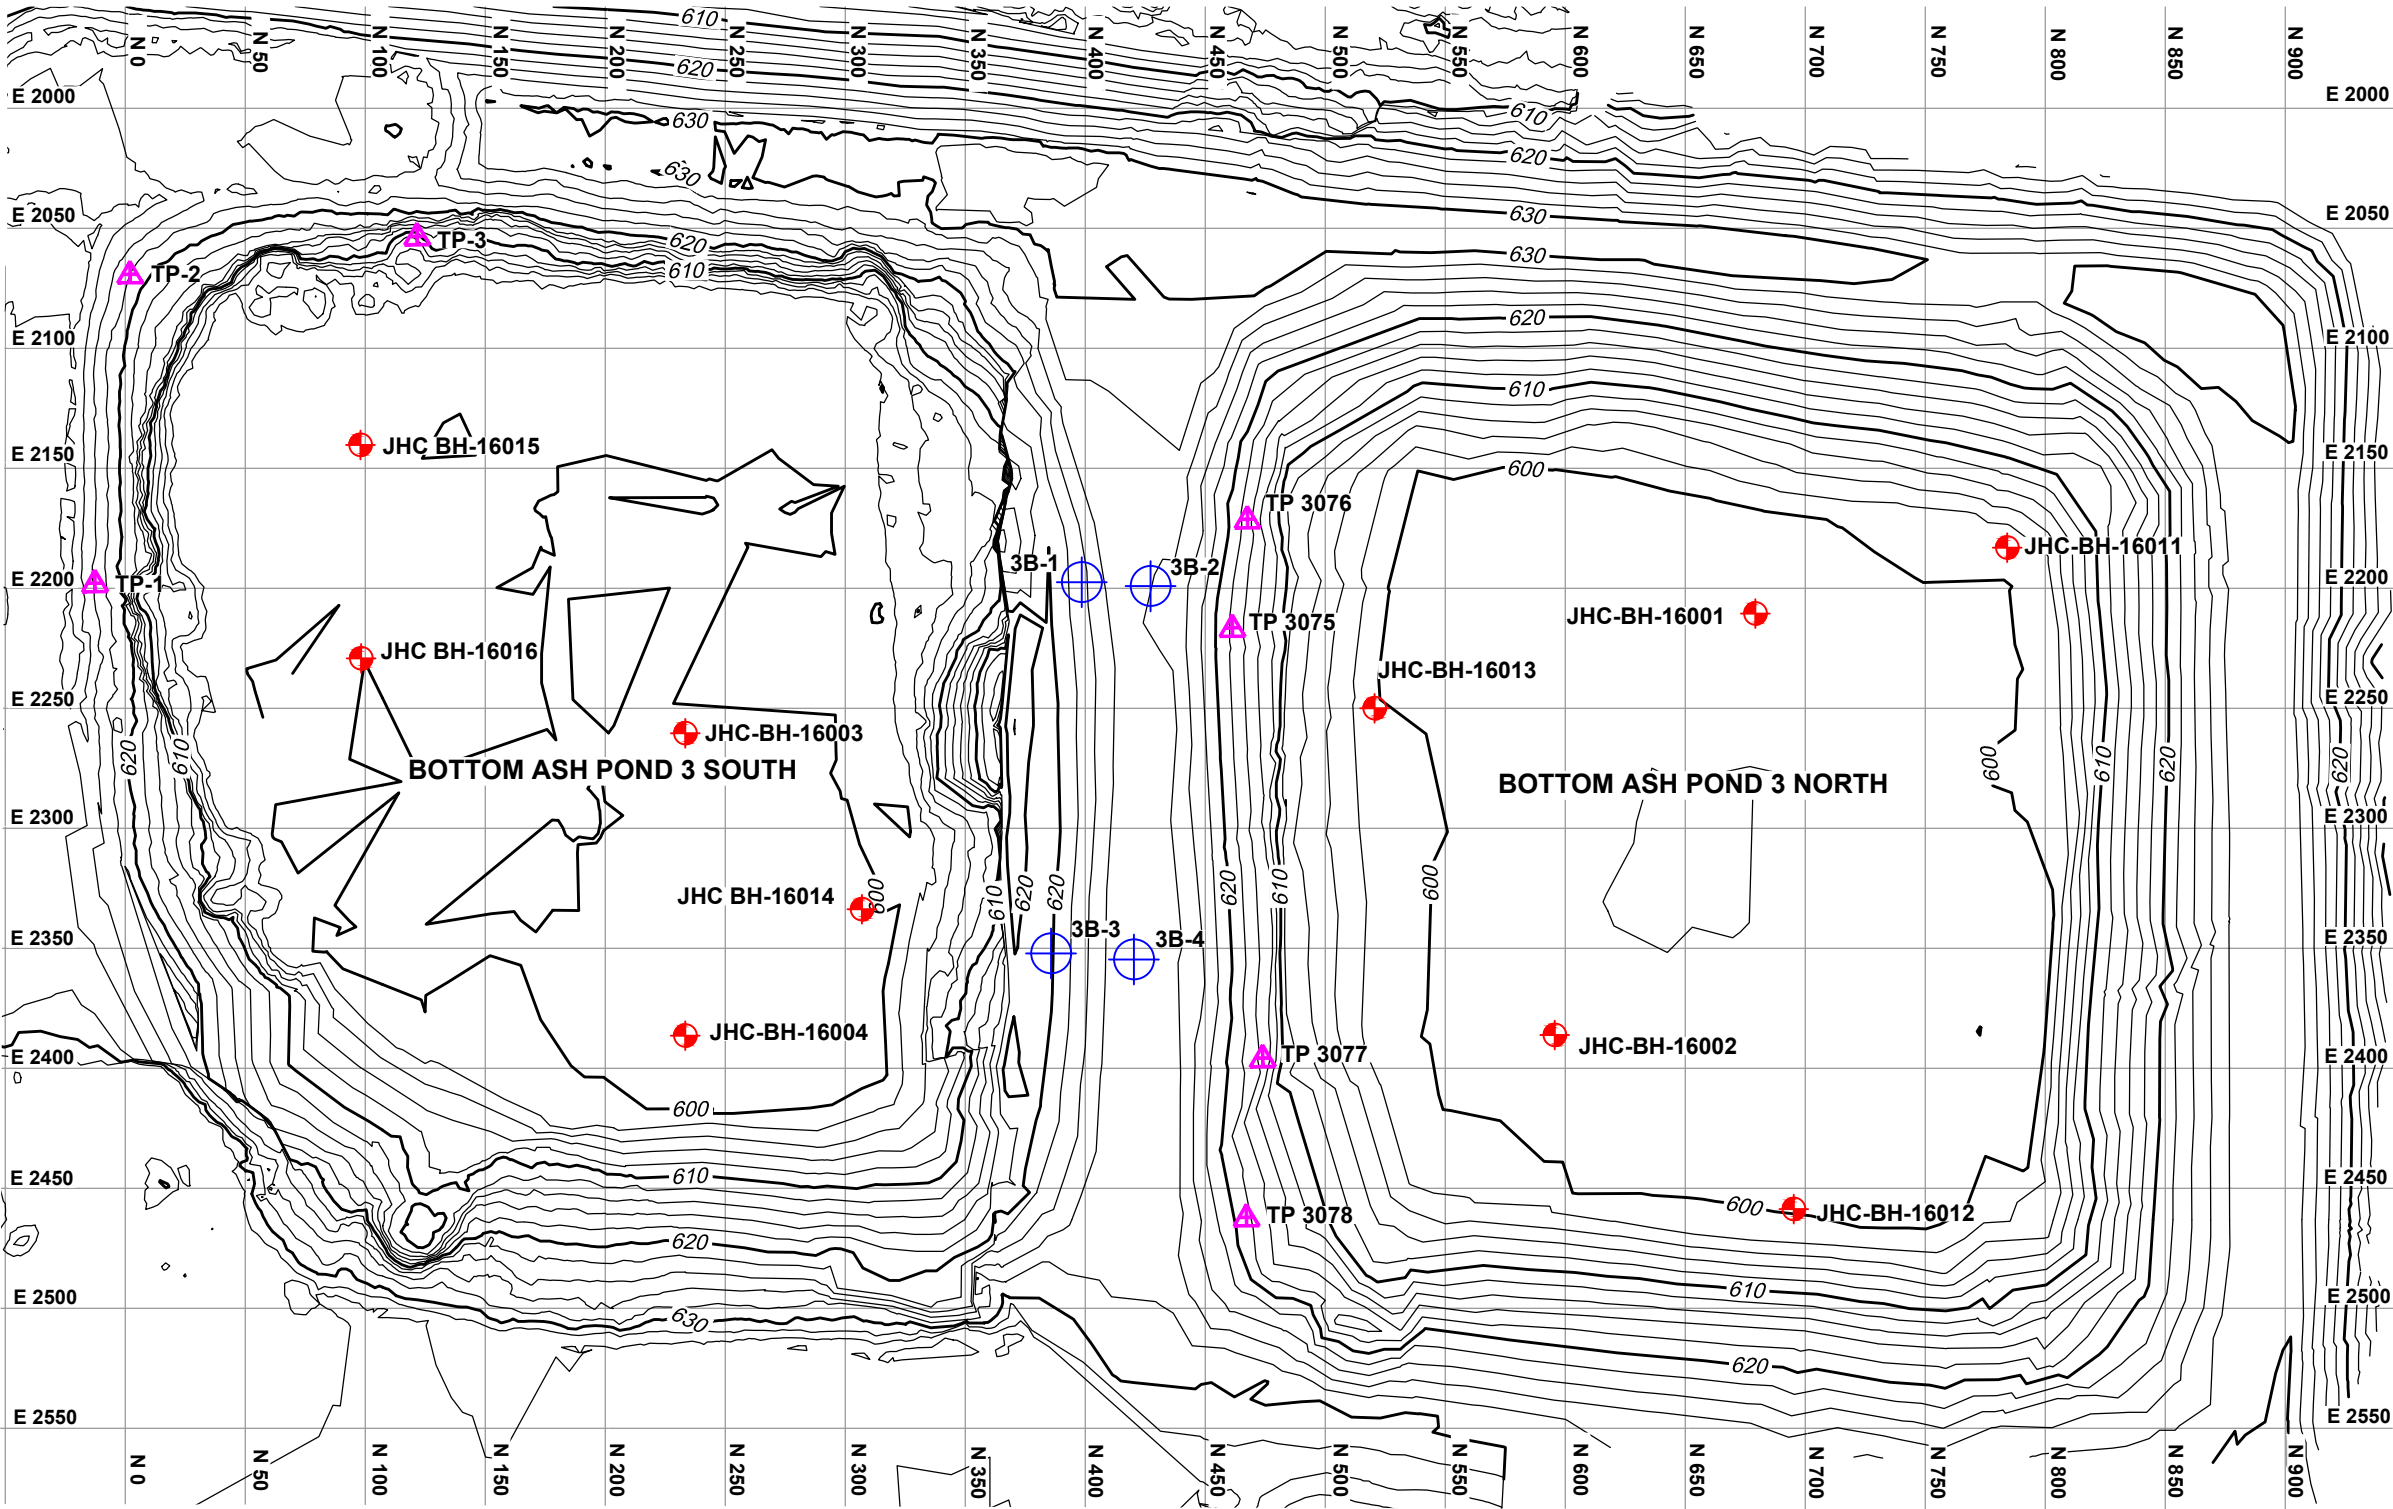 610
N 0
N 50
N 100
N 150
N 200
N 250
N 300
N 350
N 400
N 450
N 500
N 550
N 600
N 650
N 700
N 750
N 800
N 850
N 900
620
E 2000
E 2000
630
610
620
630
E 2050
630
E 2050
TP-3
620
630
TP-2
610
620
E 2100
E 2100
610
JHC BH-16015
E 2150
600
E 2150
TP 3076
JHC-BH-16011
3B-1
3B-2
E 2200
TP-1
E 2200
JHC-BH-16001
TP 3075
JHC BH-16016
JHC-BH-16013
E 2250
E 2250
JHC-BH-16003
620
610
600
610
620
620
BOTTOM ASH POND 3 SOUTH
BOTTOM ASH POND 3 NORTH
E 2300
E 2300
JHC BH-16014
600
610
620
620
620
610
600
3B-3
3B-4
E 2350
E 2350
JHC-BH-16004
JHC-BH-16002
E 2400
TP 3077
E 2400
600
E 2450
610
E 2450
600
JHC-BH-16012
TP 3078
620
E 2500
610
E 2500
630
620
E 2550
E 2550
N 0
N 50
N 100
N 150
N 200
N 250
N 300
N 350
N 400
N 450
N 500
N 550
N 600
N 650
N 700
N 750
N 800
N 850
N 900